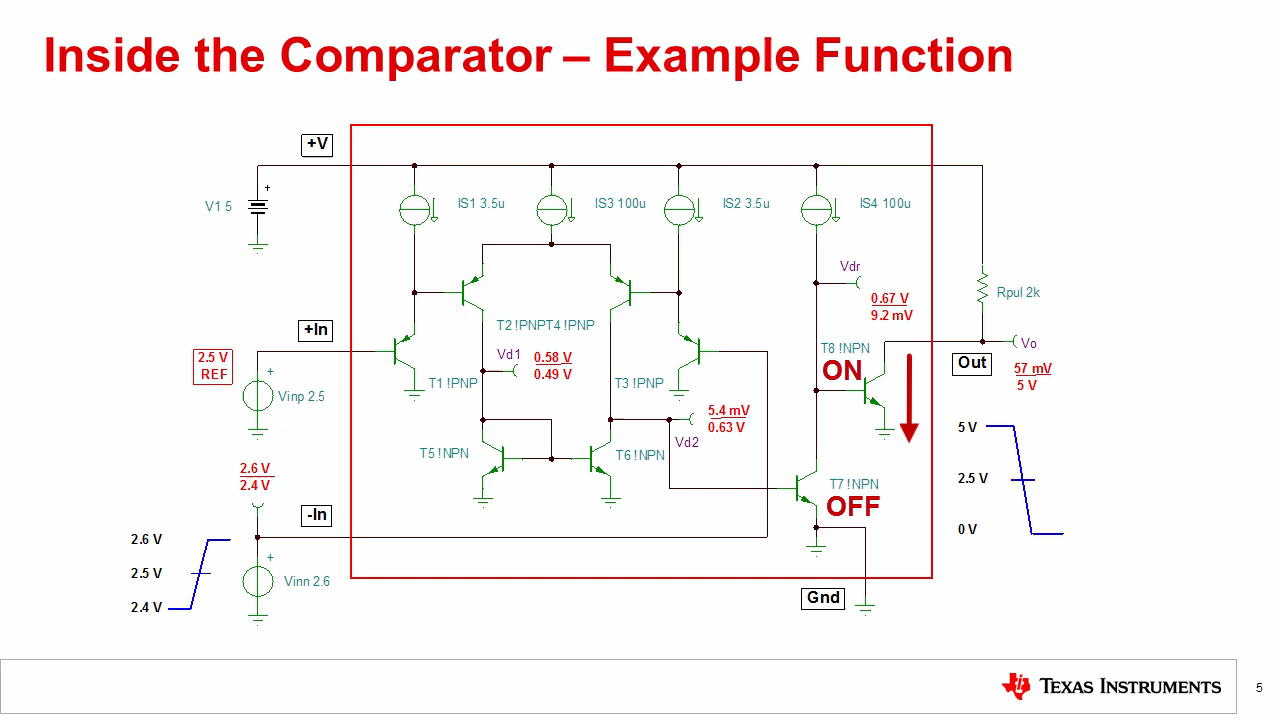 Inside the Comparator – Example Function
+V
V1 5
+
IS1 3.5u
IS3 100u
IS2 3.5u
IS4 100u
Vdr
0.67 V
9.2 mV
Rpul 2k
+In
2.5 V
REF
+
Vinp 2.5
T1 !PNP
T2 !PNP
T4 !PNP
Vd1
0.58 V
0.49 V
T3 !PNP
T8 !NPN
ON
Out
Vo
57 mV
5 V
5.4 mV
0.63 V
Vd2
T5 !NPN
T6 !NPN
T7 !NPN
OFF
5 V
2.5 V
0 V
2.6 V
2.4 V
-In
2.6 V
2.5 V
2.4 V
+
Vinn 2.6
Gnd
TEXAS INSTRUMENTS
5